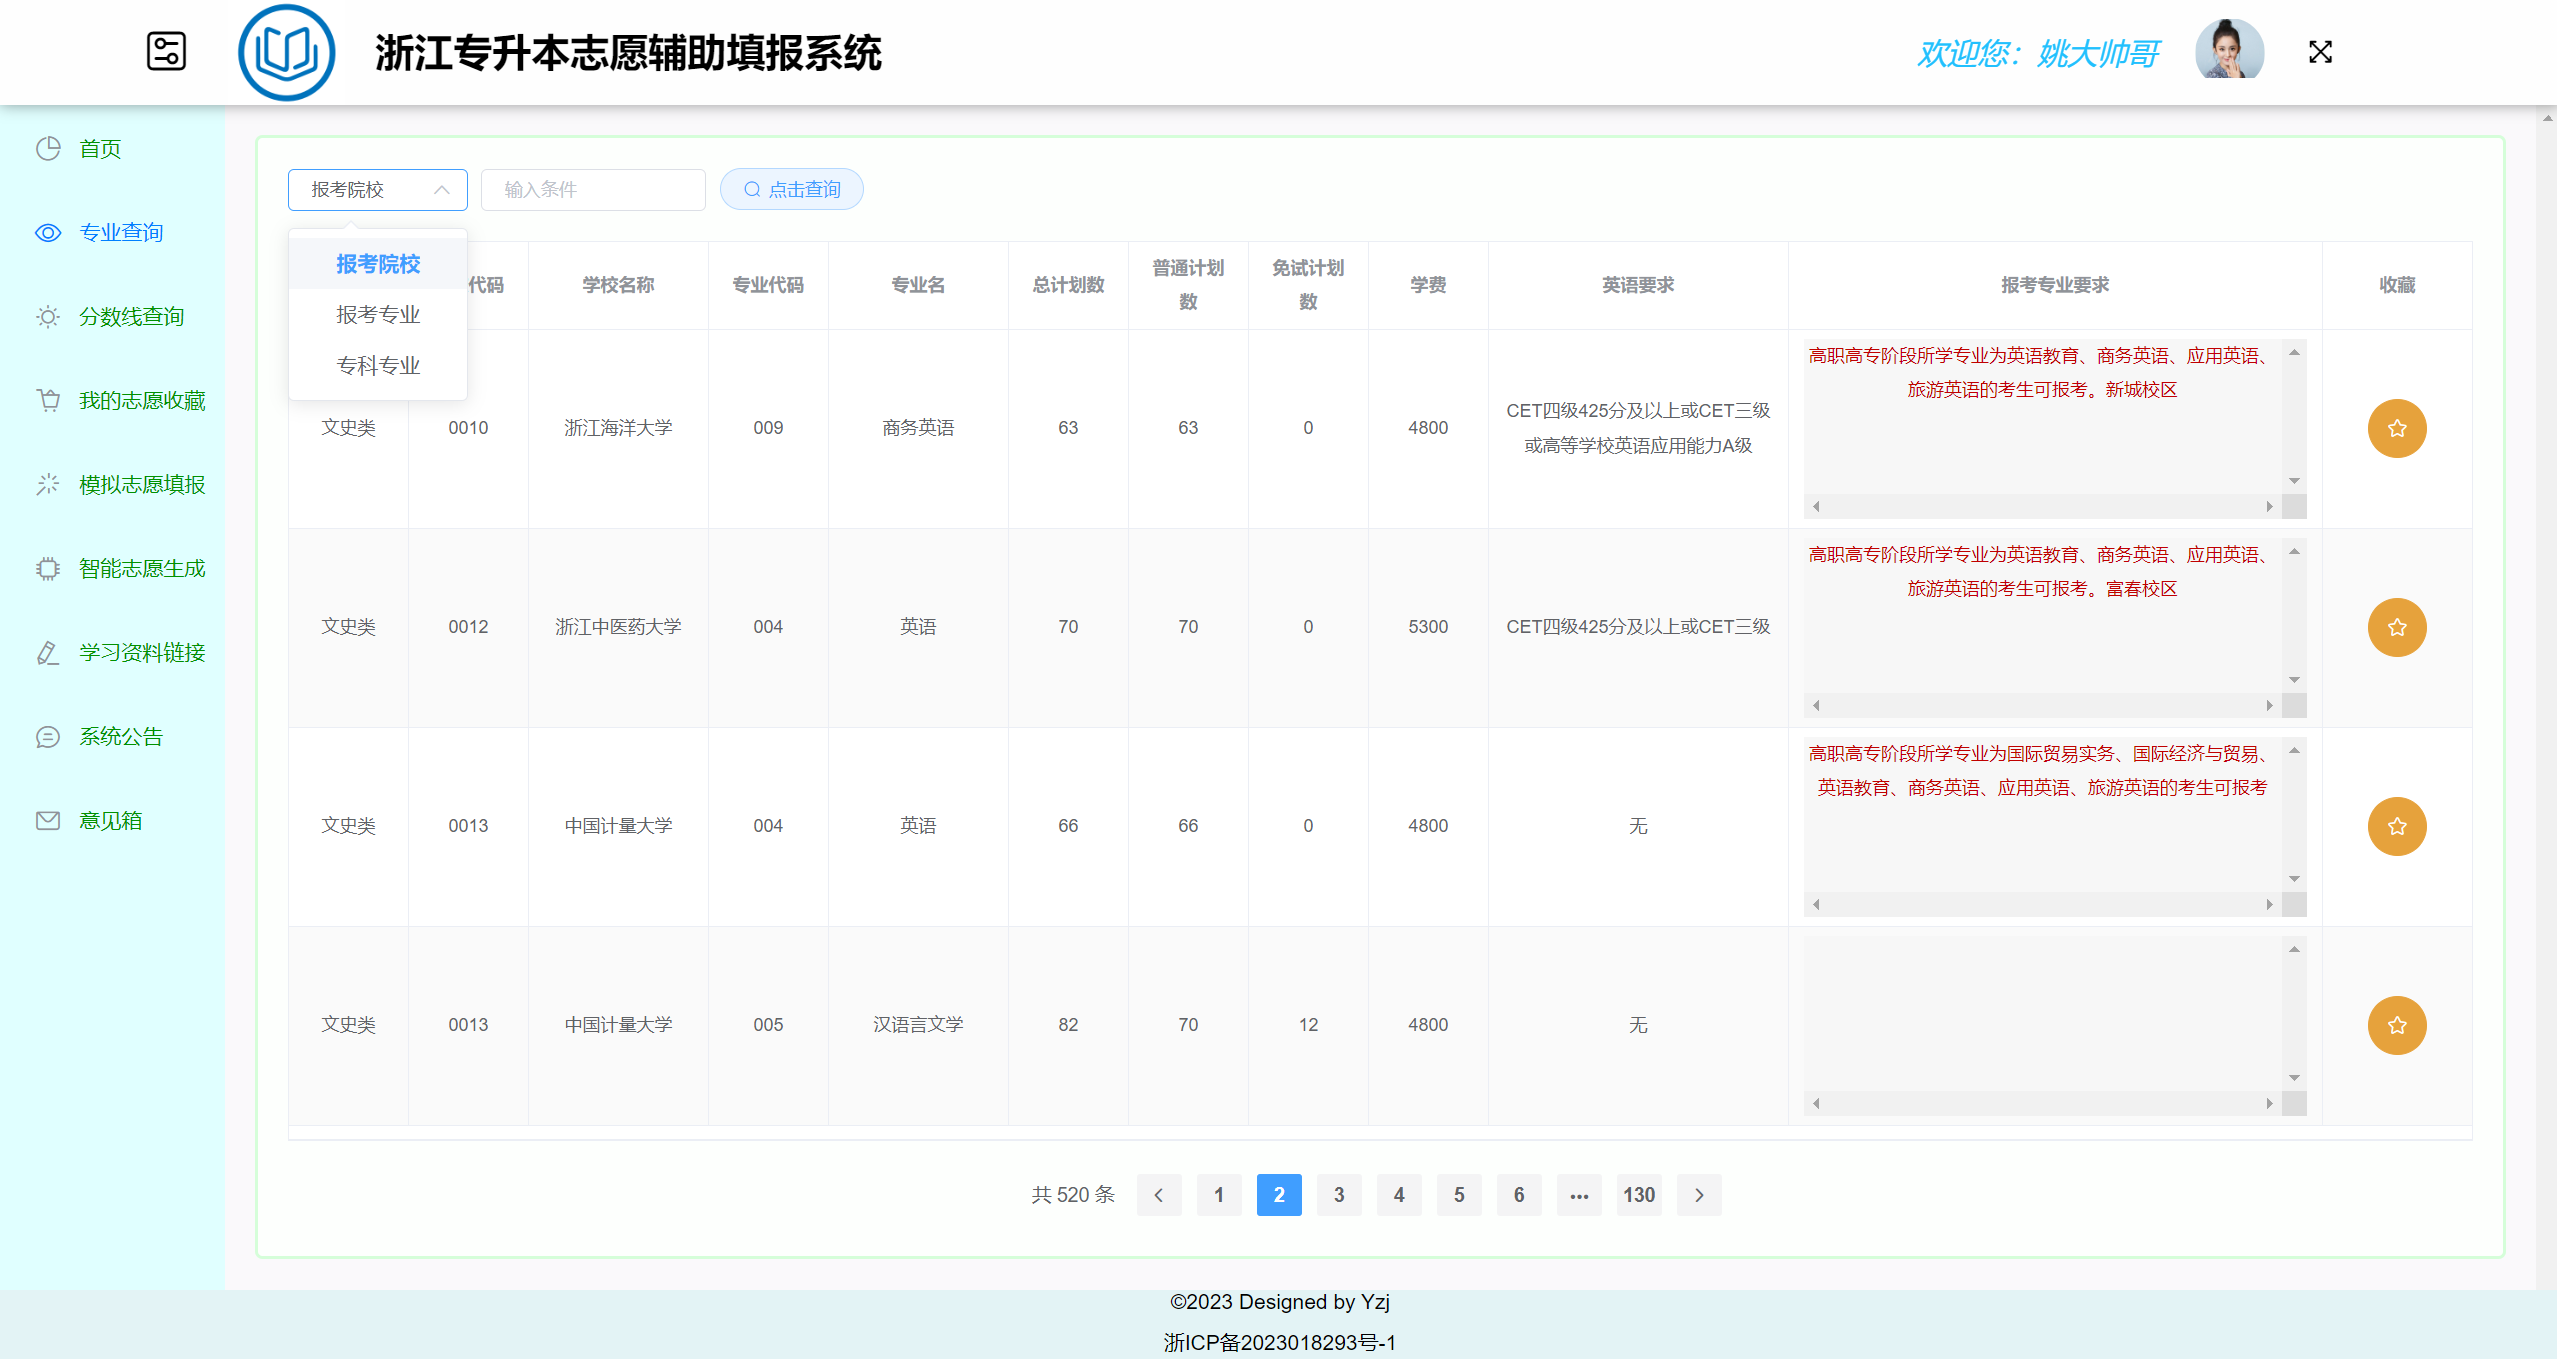 浙江专升本志愿辅助填报系统
欢迎您：姚大帅哥
首页
专业查询
分数线查询
我的志愿收藏
模拟志愿填报
智能志愿生成
学习资料链接
系统公告
意见箱
报考院校
输入条件
点击查询
报考院校
报考专业
专科专业
代码
学校名称
专业代码
专业名
总计划数
普通计划
数
免试计划
数
学费
英语要求
报考专业要求
收藏
文史类
0010
浙江海洋大学
009
商务英语
63
63
0
4800
CET四级425分及以上或CET三级
或高等学校英语应用能力A级
高职高专阶段所学专业为英语教育、商务英语、应用英语、
旅游英语的考生可报考。新城校区
文史类
0012
浙江中医药大学
004
英语
70
70
0
5300
CET四级425分及以上或CET三级
高职高专阶段所学专业为英语教育、商务英语、应用英语、
旅游英语的考生可报考。富春校区
文史类
0013
中国计量大学
004
英语
66
66
0
4800
无
高职高专阶段所学专业为国际贸易实务、国际经济与贸易、
英语教育、商务英语、应用英语、旅游英语的考生可报考
文史类
0013
中国计量大学
005
汉语言文学
82
70
12
4800
无
共 520 条
1
2
3
4
5
6
•••
130
©2023 Designed by Yzj
浙ICP备2023018293号-1